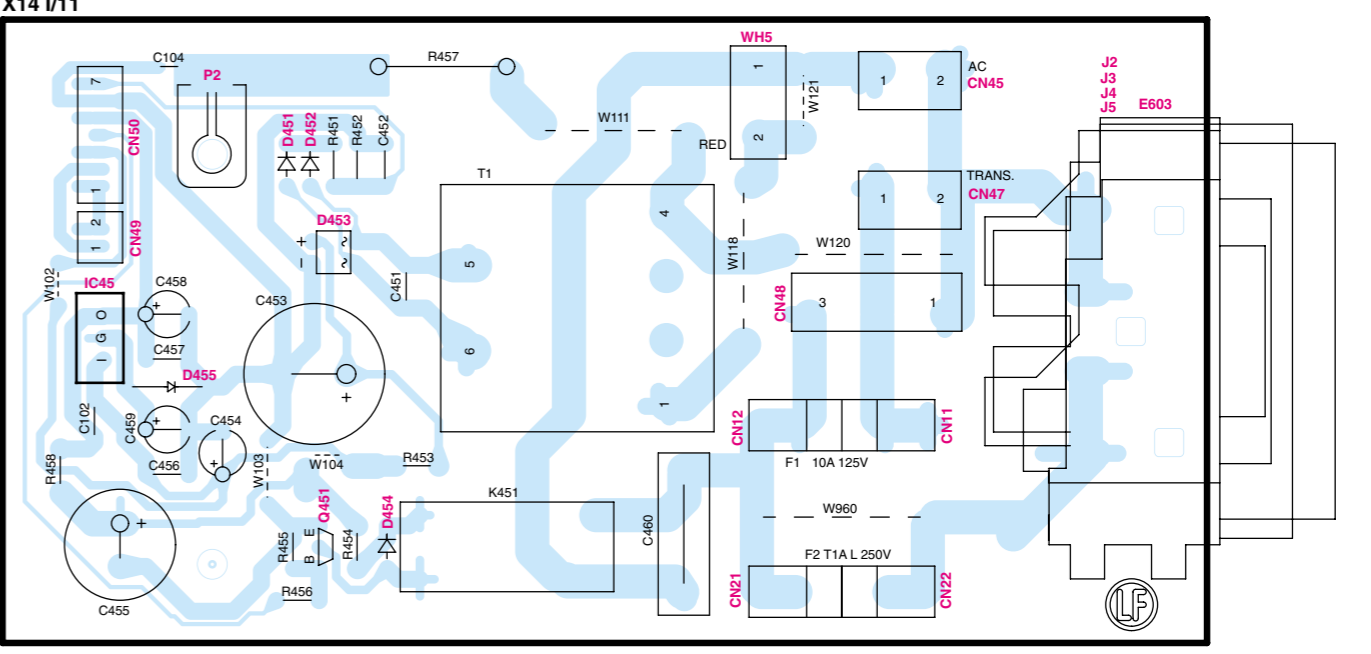 X14 I/11
C104
R457
WH5
P2
7
1
W121
AC
CN45
1
2
J2
J3
J4
J5
E603
CN50
D451
D452
R451
R452
C452
W111
RED
2
1
T1
TRANS.
CN47
1
2
2
1
CN49
D453
+
–
~
~
4
W118
W120
W102
IC45
C458
+
C453
C451
5
CN48
3
1
O
G
I
C457
6
D455
+
C102
C459
+
C454
+
1
CN12
CN11
R458
C456
W103
W104
R453
F1 10A 125V
K451
C460
W960
+
Q451
E
B
R455
R454
D454
F2 T1A L 250V
CN21
CN22
R456
C455
LF